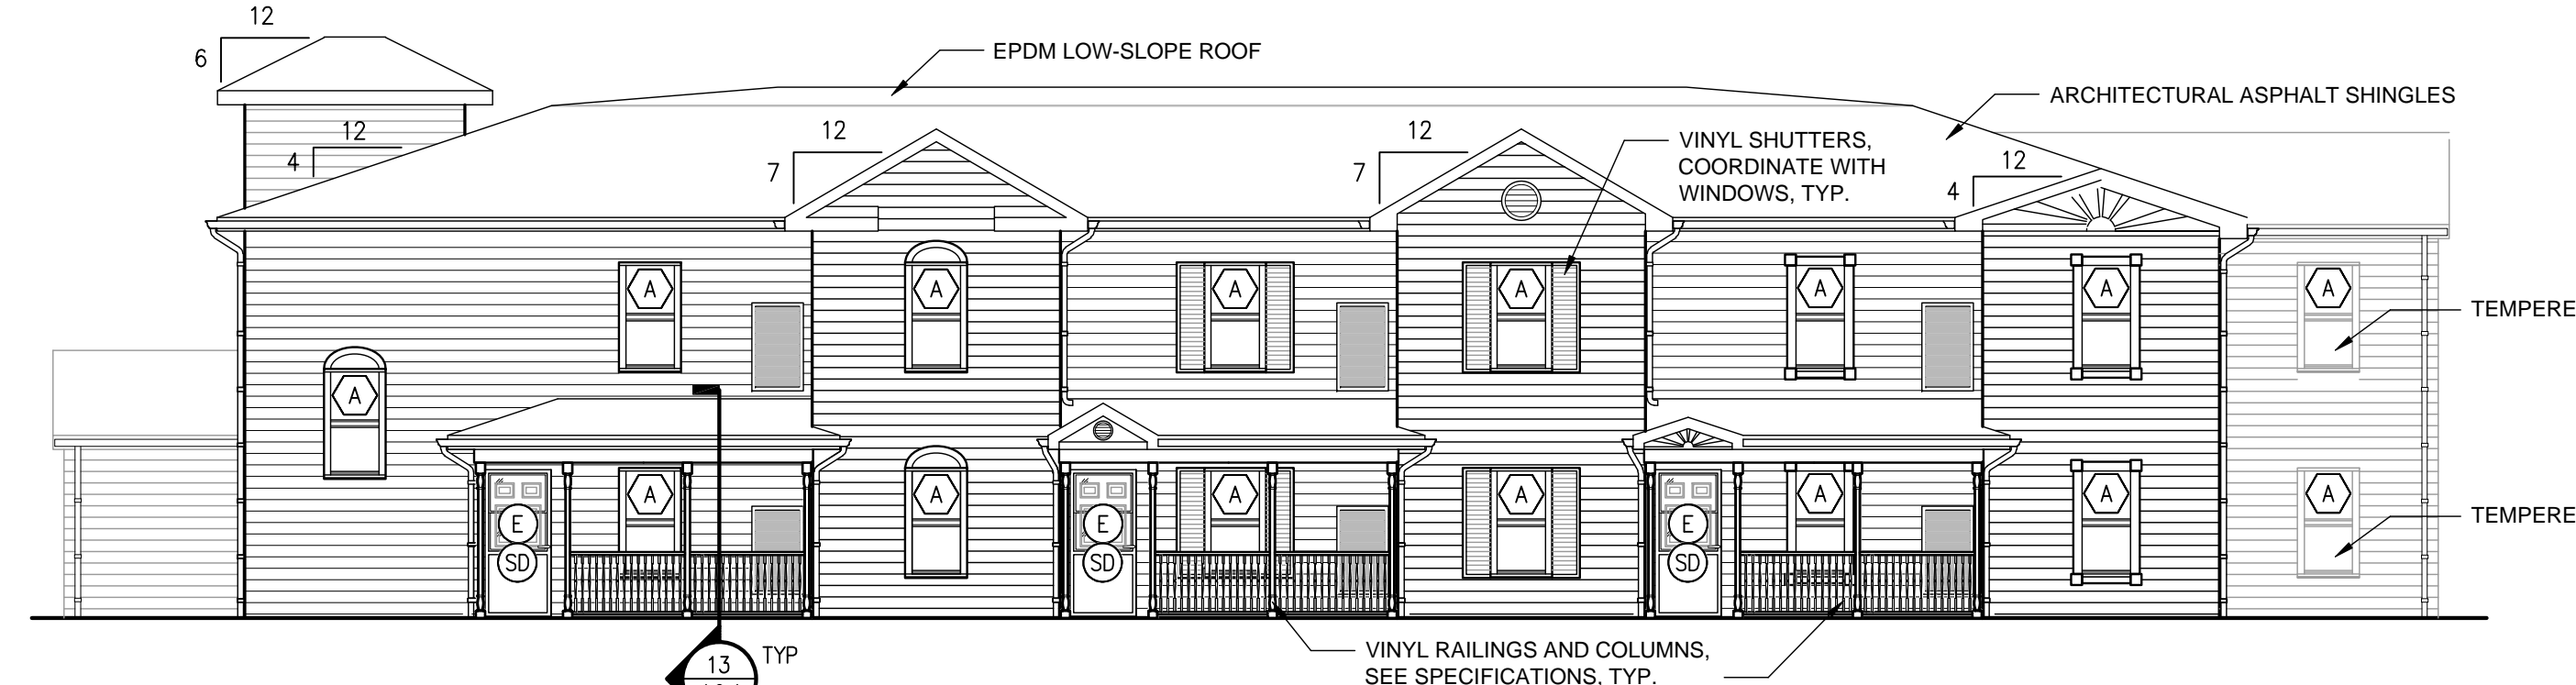 12
6
EPDM LOW-SLOPE ROOF
ARCHITECTURAL ASPHALT SHINGLES
12
4
12
7
12
7
VINYL SHUTTERS,
COORDINATE WITH
WINDOWS, TYP.
12
4
A
A
A
A
A
A
A
TEMPERE
A
A
A
A
A
A
A
A
TEMPERE
E
E
E
SD
SD
SD
13
TYP
VINYL RAILINGS AND COLUMNS,
SEE SPECIFICATIONS, TYP.